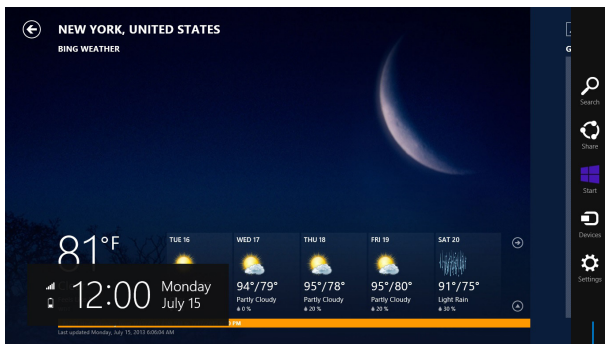 NEW YORK, UNITED STATES
BING WEATHER
81°F
TUE 16
WED 17
94°/79°
Partly Cloudy
0 %
THU 18
95°/78°
Partly Cloudy
20 %
FRI 19
95°/80°
Partly Cloudy
20 %
SAT 20
91°/75°
Light Rain
30 %
12:00
Monday
July 15
PM
Last updated Monday, July 15, 2013 6:06:04 AM
G
Search
Share
Start
Devices
Settings